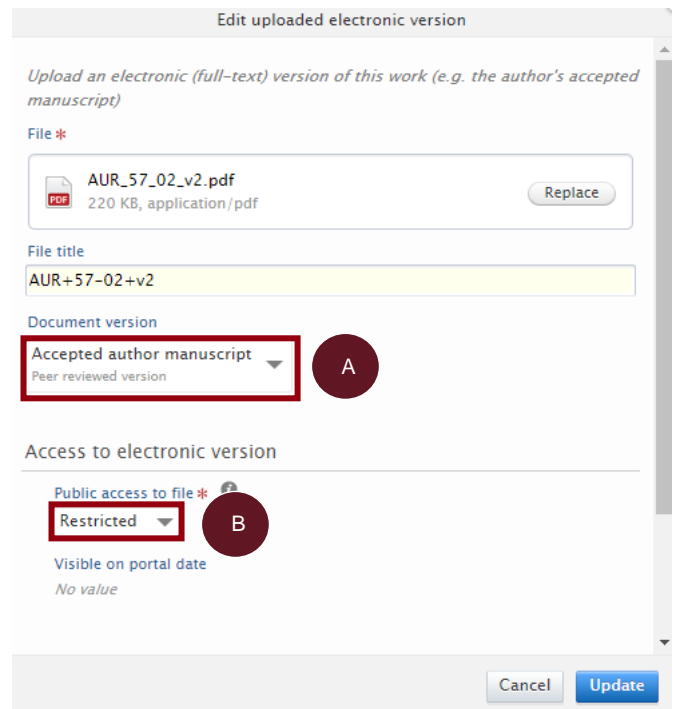 Edit uploaded electronic version
Upload an electronic (full-text) version of this work (e.g. the author's accepted
manuscript)
File *
PDF
AUR_57_02_v2.pdf
220 KB, application/pdf
Replace
File title
AUR+57-02+v2
Document version
Accepted author manuscript
Peer reviewed version
A
Access to electronic version
Public access to file * i
Restricted
B
Visible on portal date
No value
Cancel
Update